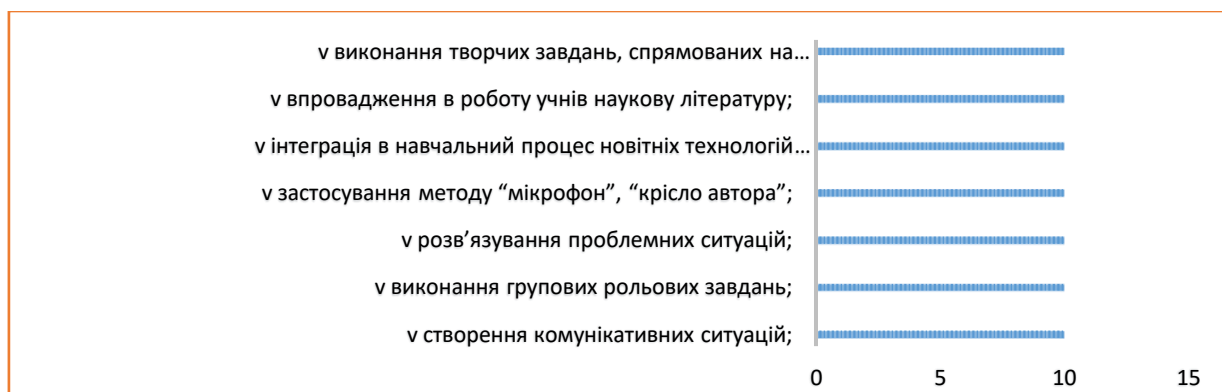 v виконання творчих завдань, спрямованих на…
v впровадження в роботу учнів наукову літературу;
v інтеграція в навчальний процес новітніх технологій…
v застосування методу “мікрофон”, “крісло автора”;
v розв’язування проблемних ситуацій;
v виконання групових рольових завдань;
v створення комунікативних ситуацій;
0 5 10 15